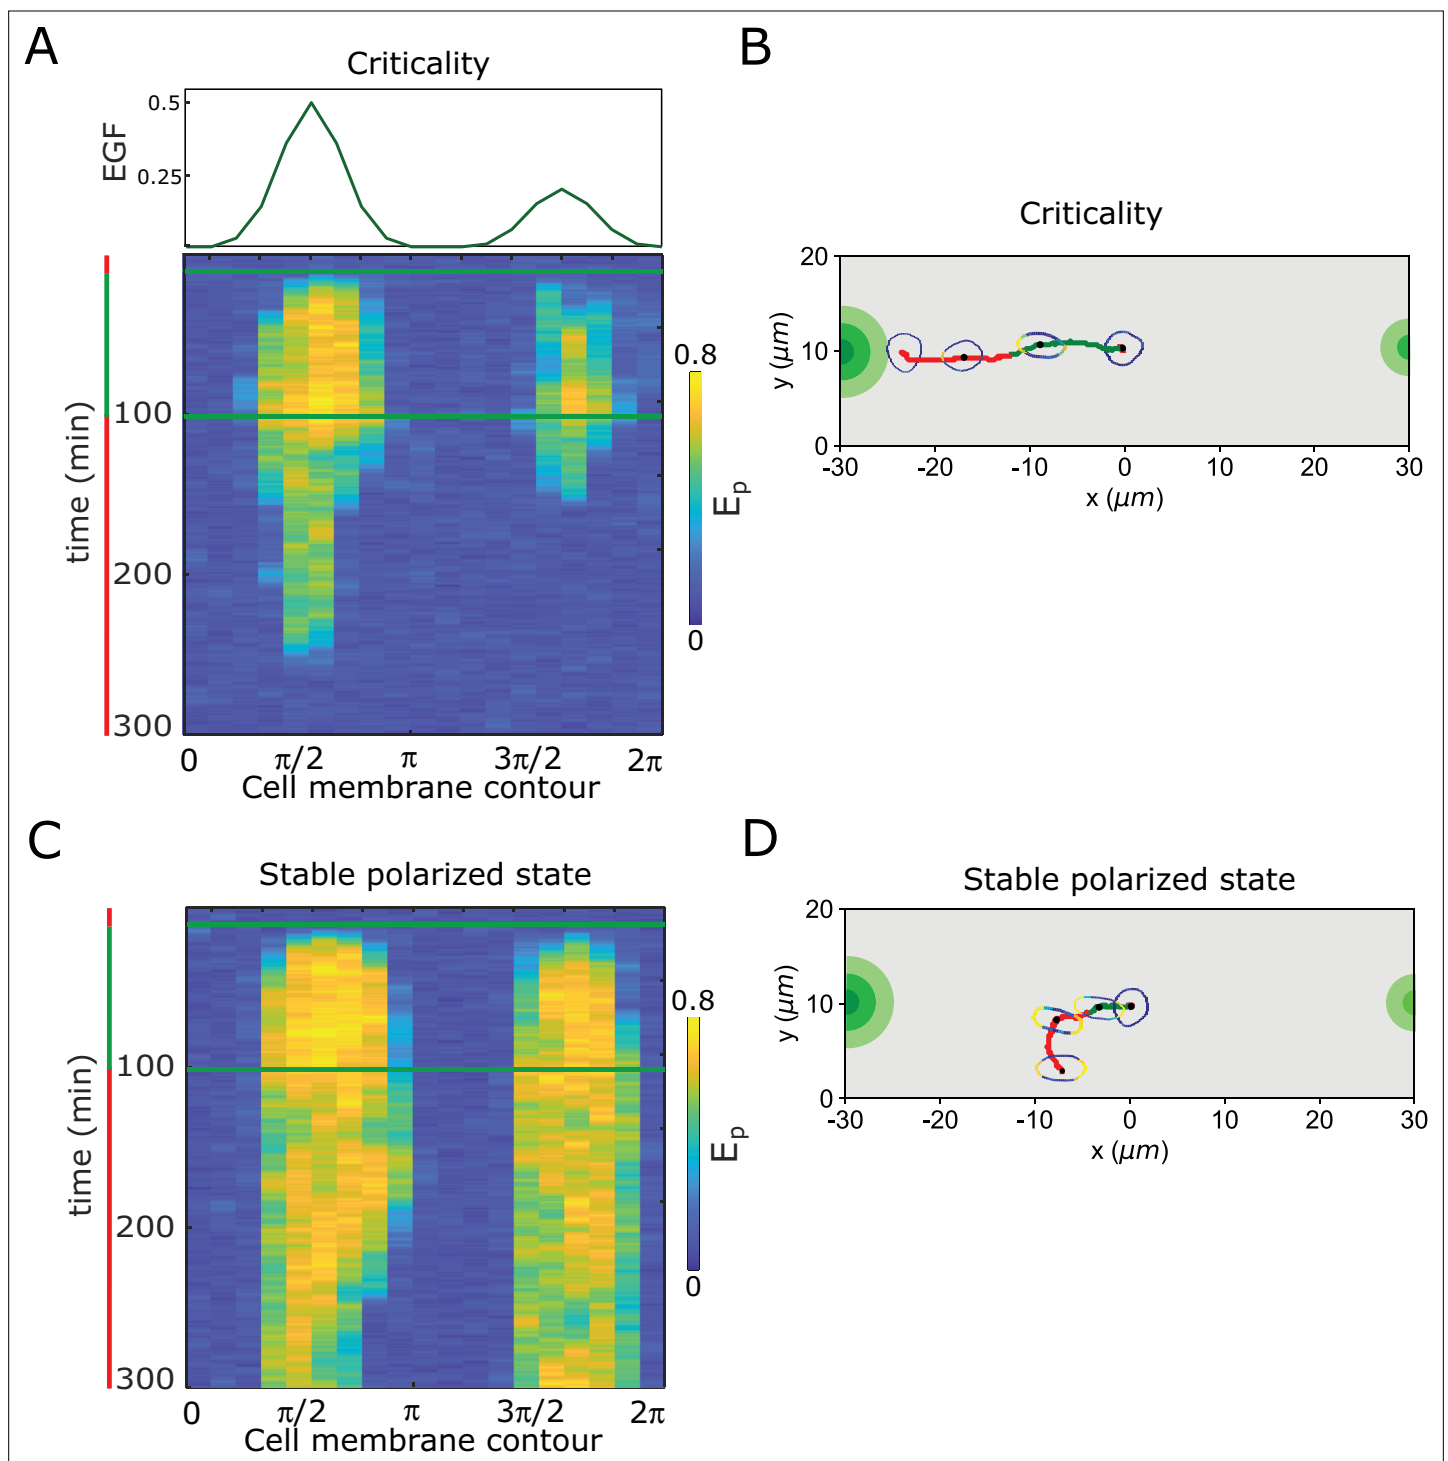 A
Criticality
0.5
0.25
EGF
100
200
300
time (min)
0 π/2 π 3π/2 2π
Cell membrane contour
0.8
0
E_p
B
Criticality
20
10
0
y (μm)
-30 -20 -10 0 10 20 30
x (μm)
C
Stable polarized state
100
200
300
time (min)
0 π/2 π 3π/2 2π
Cell membrane contour
0.8
0
E_p
D
Stable polarized state
20
10
0
y (μm)
-30 -20 -10 0 10 20 30
x (μm)